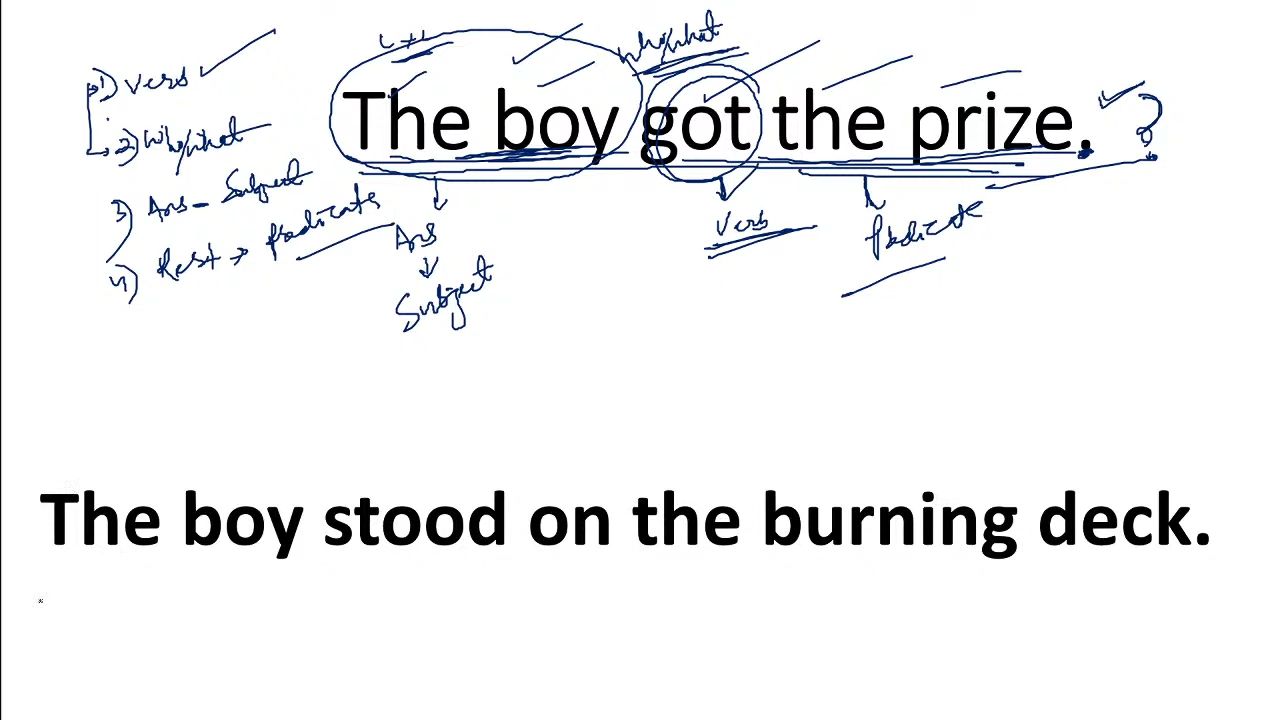 Who/what
1) Verb
The boy got the prize. ?
2) Who/what
3) Ans - Subject
4) Rest → Predicate
Ans
Verb
Predicate
Subject
The boy stood on the burning deck.